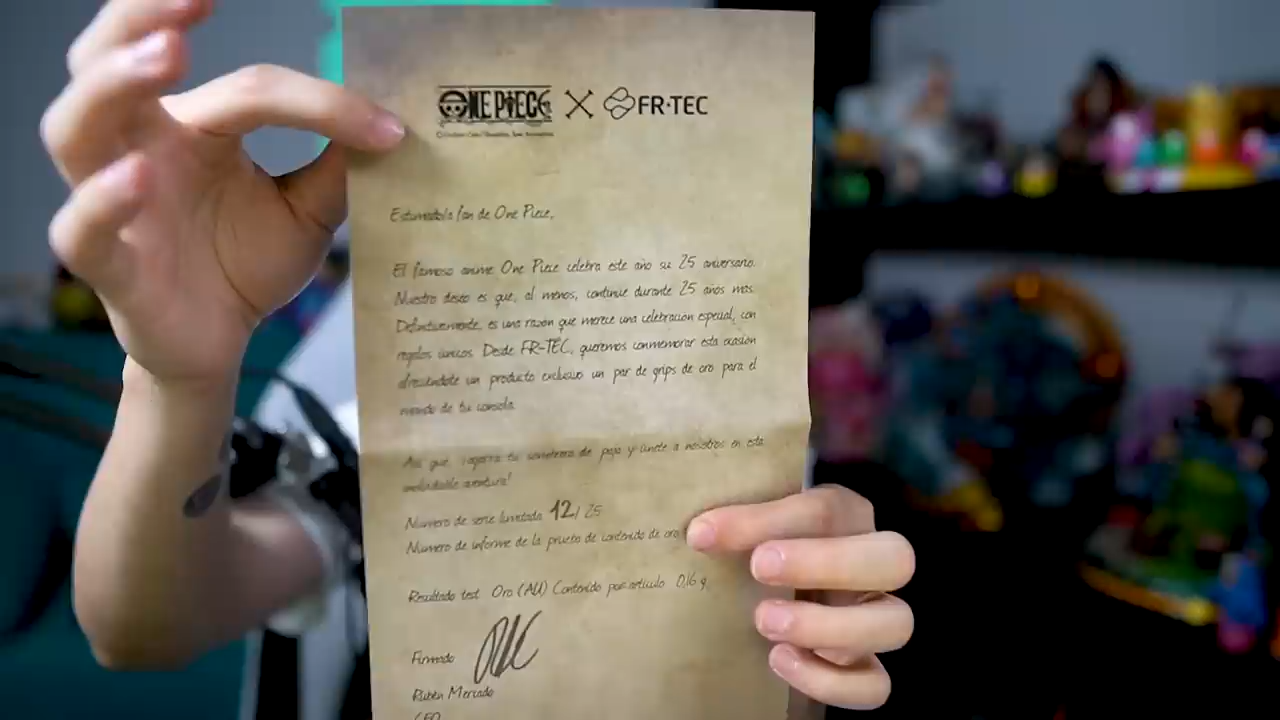 ONE PIECE X FR·TEC
Estimado/a fan de One Piece,
El famoso anime One Piece celebra este año su 25 aniversario.
Nuestro deseo es que, al menos, continue durante 25 años más.
Definitivamente, es una razón que merece una celebración especial, con
regalos únicos. Desde FR-TEC, queremos conmemorar esta ocasión
ofreciéndote un producto exclusivo un par de grips de oro para el
mando de tu consola.
Así que, ¡agarra tu sombrero de paja y únete a nosotros en esta
inolvidable aventura!
Número de serie limitada 12/ 25
Número de informe de la prueba de contenido de oro
Resultado test Oro (AU) Contenido por artículo 0,16 g
Firmado
Rubén Mercado
CEO